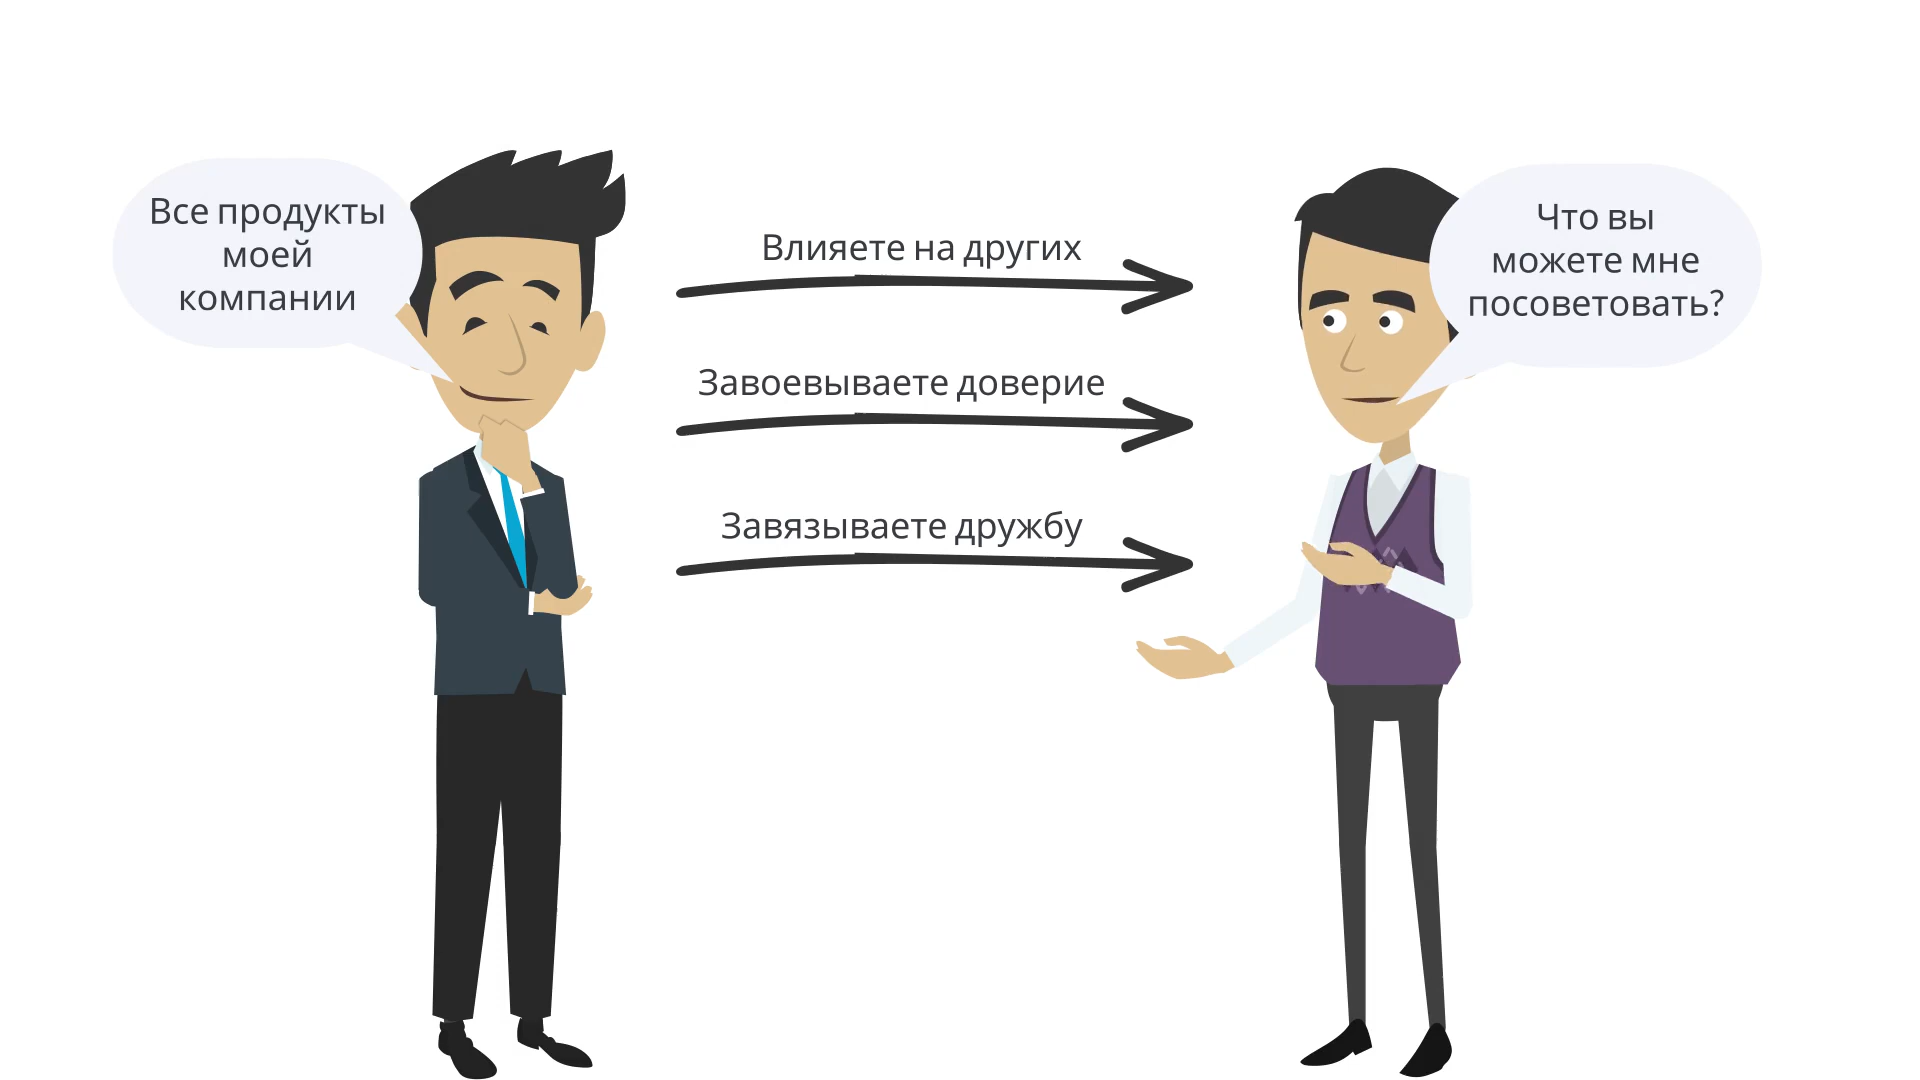 Все продукты
моей
компании
Влияете на других
Завоевываете доверие
Завязываете дружбу
Что вы
можете мне
посоветовать?